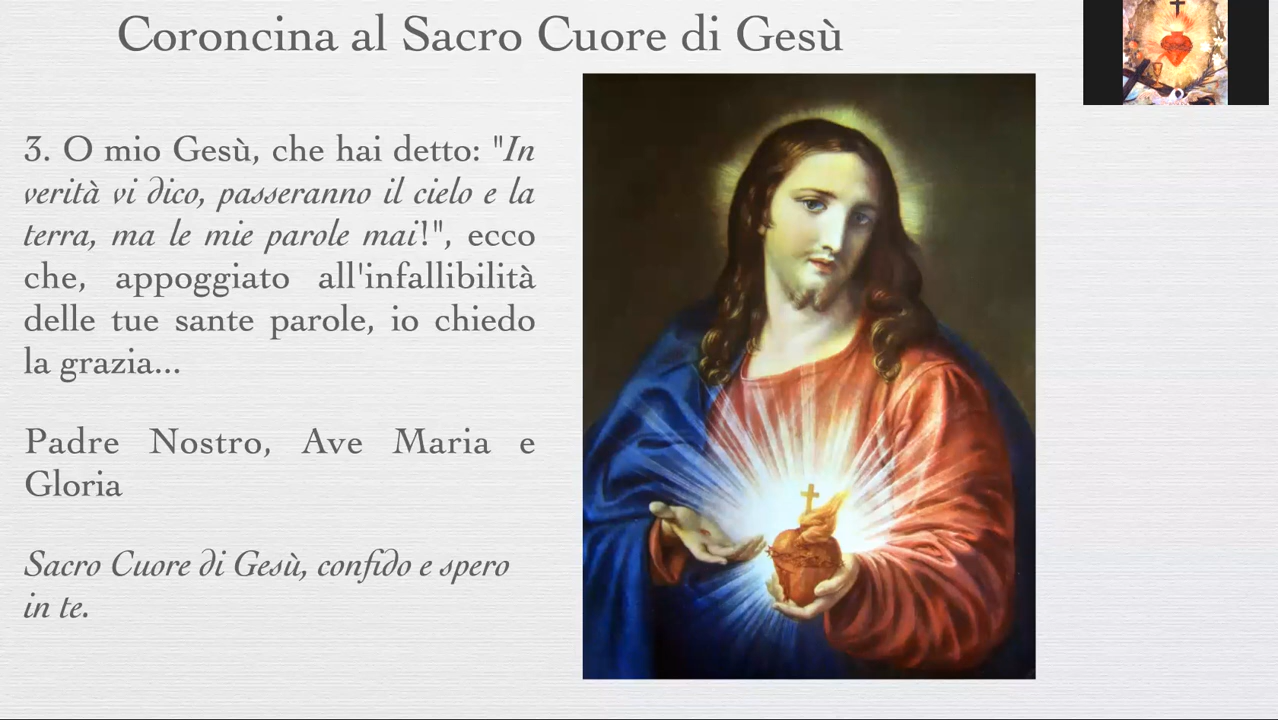 Coroncina al Sacro Cuore di Gesù
3. O mio Gesù, che hai detto: "In
verità vi dico, passeranno il cielo e la
terra, ma le mie parole mai!", ecco
che, appoggiato all'infallibilità
delle tue sante parole, io chiedo
la grazia...
Padre Nostro, Ave Maria e
Gloria
Sacro Cuore di Gesù, confido e spero
in te.